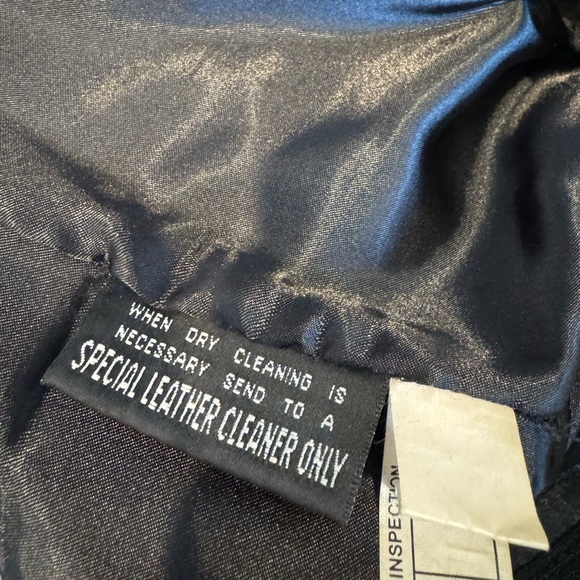 WHEN DRY CLEANING IS
NECESSARY SEND TO A
SPECIAL LEATHER CLEANER ONLY
INSPECTION